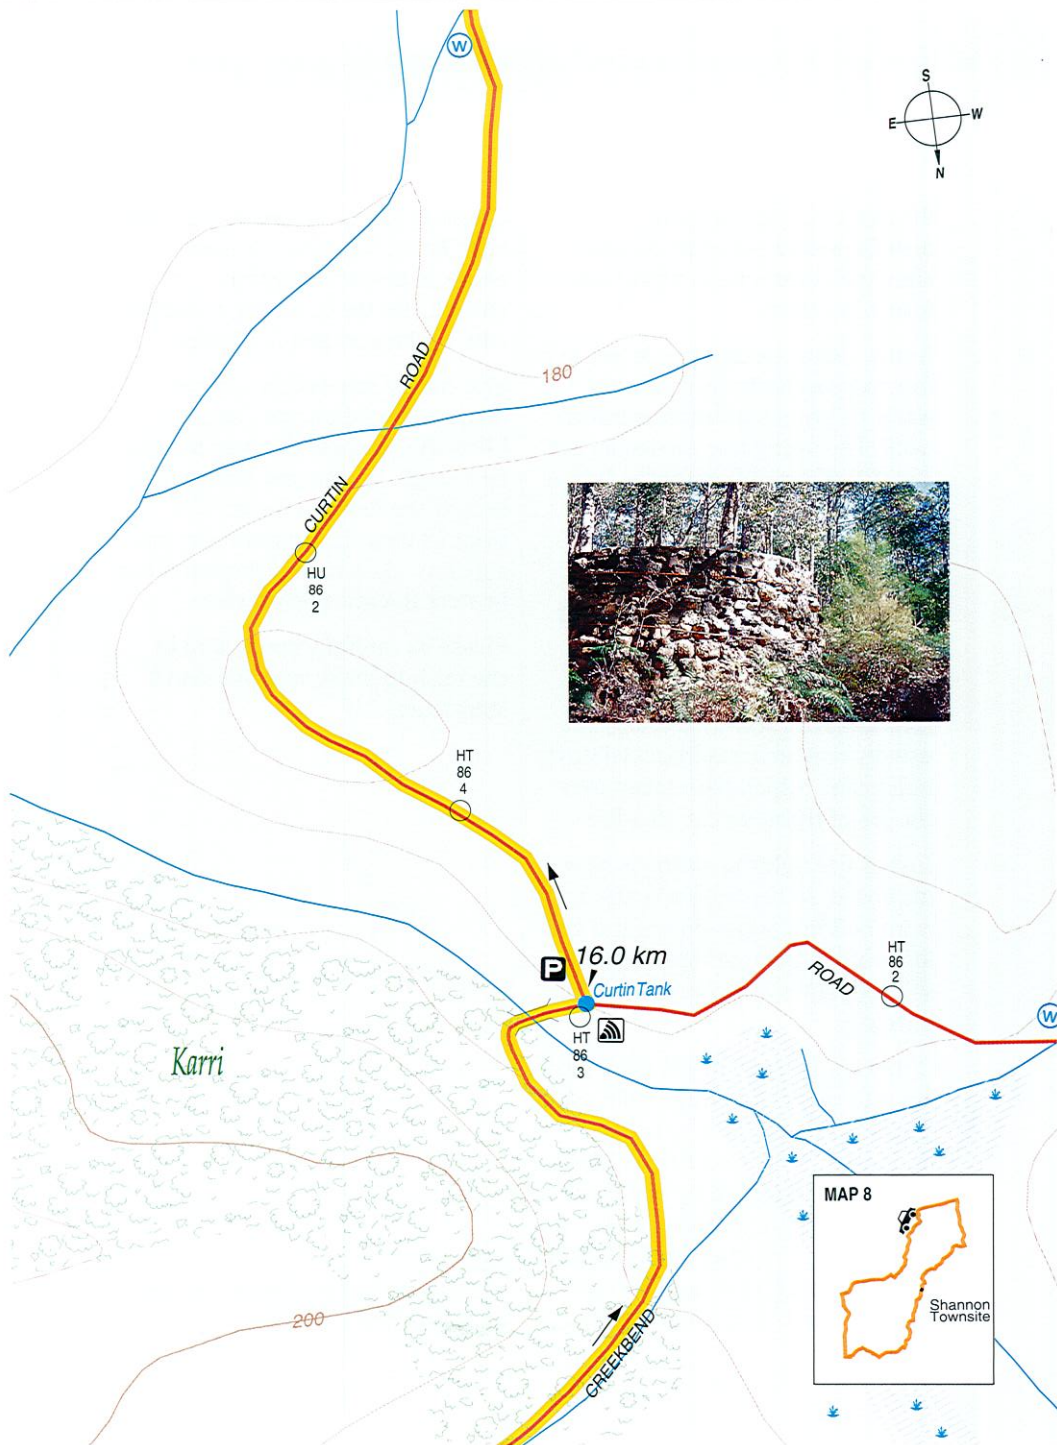 W
S
E
W
N
ROAD
180
CURTIN
HU
86
2
HT
86
4
P
16.0 km
Curtin Tank
ROAD
HT
86
2
W
HT
86
3
Karri
MAP 8
Shannon
Townsite
200
CREEKBEND